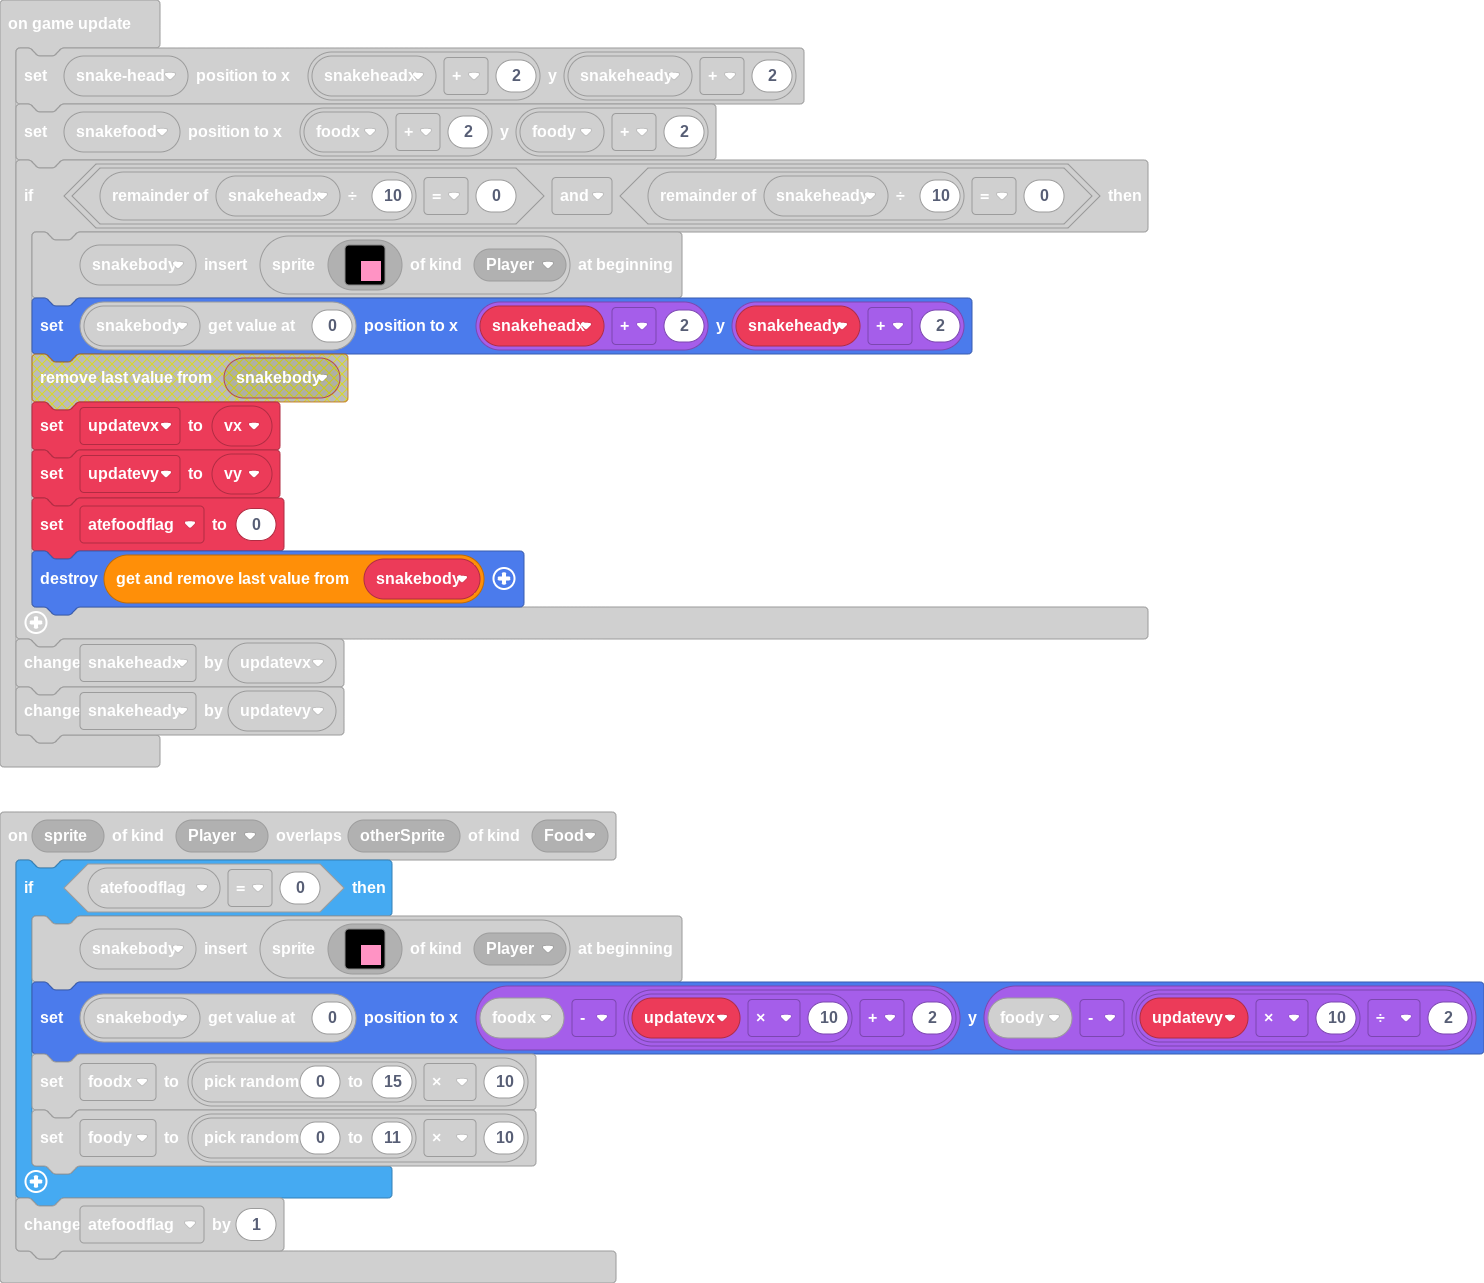 on game update
set snake-head position to x snakeheadx + 2 y snakeheady + 2
set snakefood position to x foodx + 2 y foody + 2
if remainder of snakeheadx ÷ 10 = 0 and remainder of snakeheady ÷ 10 = 0 then
snakebody insert sprite of kind Player at beginning
set snakebody get value at 0 position to x snakeheadx + 2 y snakeheady + 2
remove last value from snakebody
set updatevx to vx
set updatevy to vy
set atefoodflag to 0
destroy get and remove last value from snakebody
change snakeheadx by updatevx
change snakeheady by updatevy
on sprite of kind Player overlaps otherSprite of kind Food
if atefoodflag = 0 then
snakebody insert sprite of kind Player at beginning
set snakebody get value at 0 position to x foodx - updatevx × 10 + 2 y foody - updatevy × 10 ÷ 2
set foodx to pick random 0 to 15 × 10
set foody to pick random 0 to 11 × 10
change atefoodflag by 1